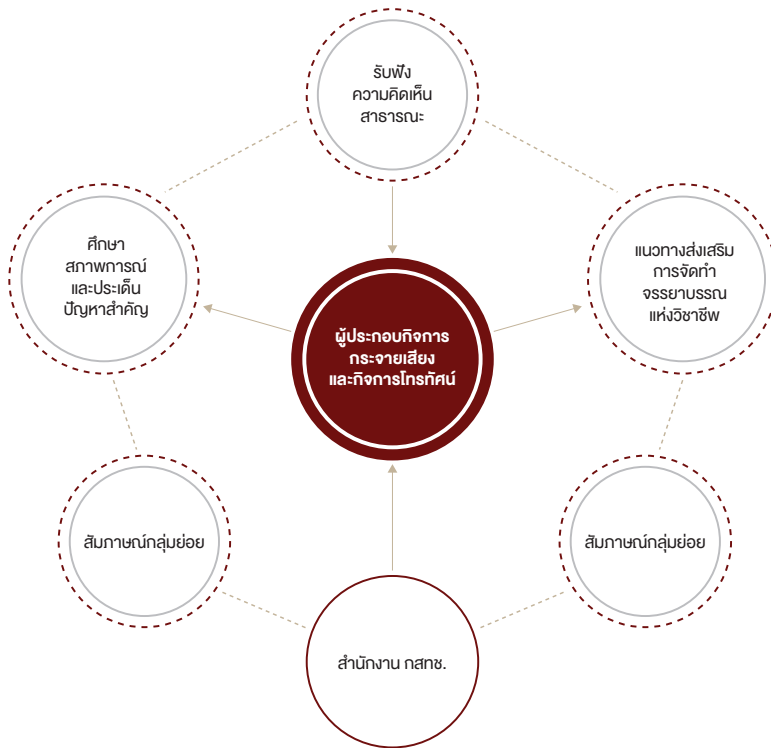 รับฟัง
ความคิดเห็น
สาธารณะ
ศึกษา
สภาพการณ์
และประเด็น
ปัญหาสำคัญ
แนวทางส่งเสริม
การจัดทำ
จรรยาบรรณ
แห่งวิชาชีพ
ผู้ประกอบกิจการ
กระจายเสียง
และกิจการโทรทัศน์
สัมภาษณ์กลุ่มย่อย
สัมภาษณ์กลุ่มย่อย
สำนักงาน กสทช.